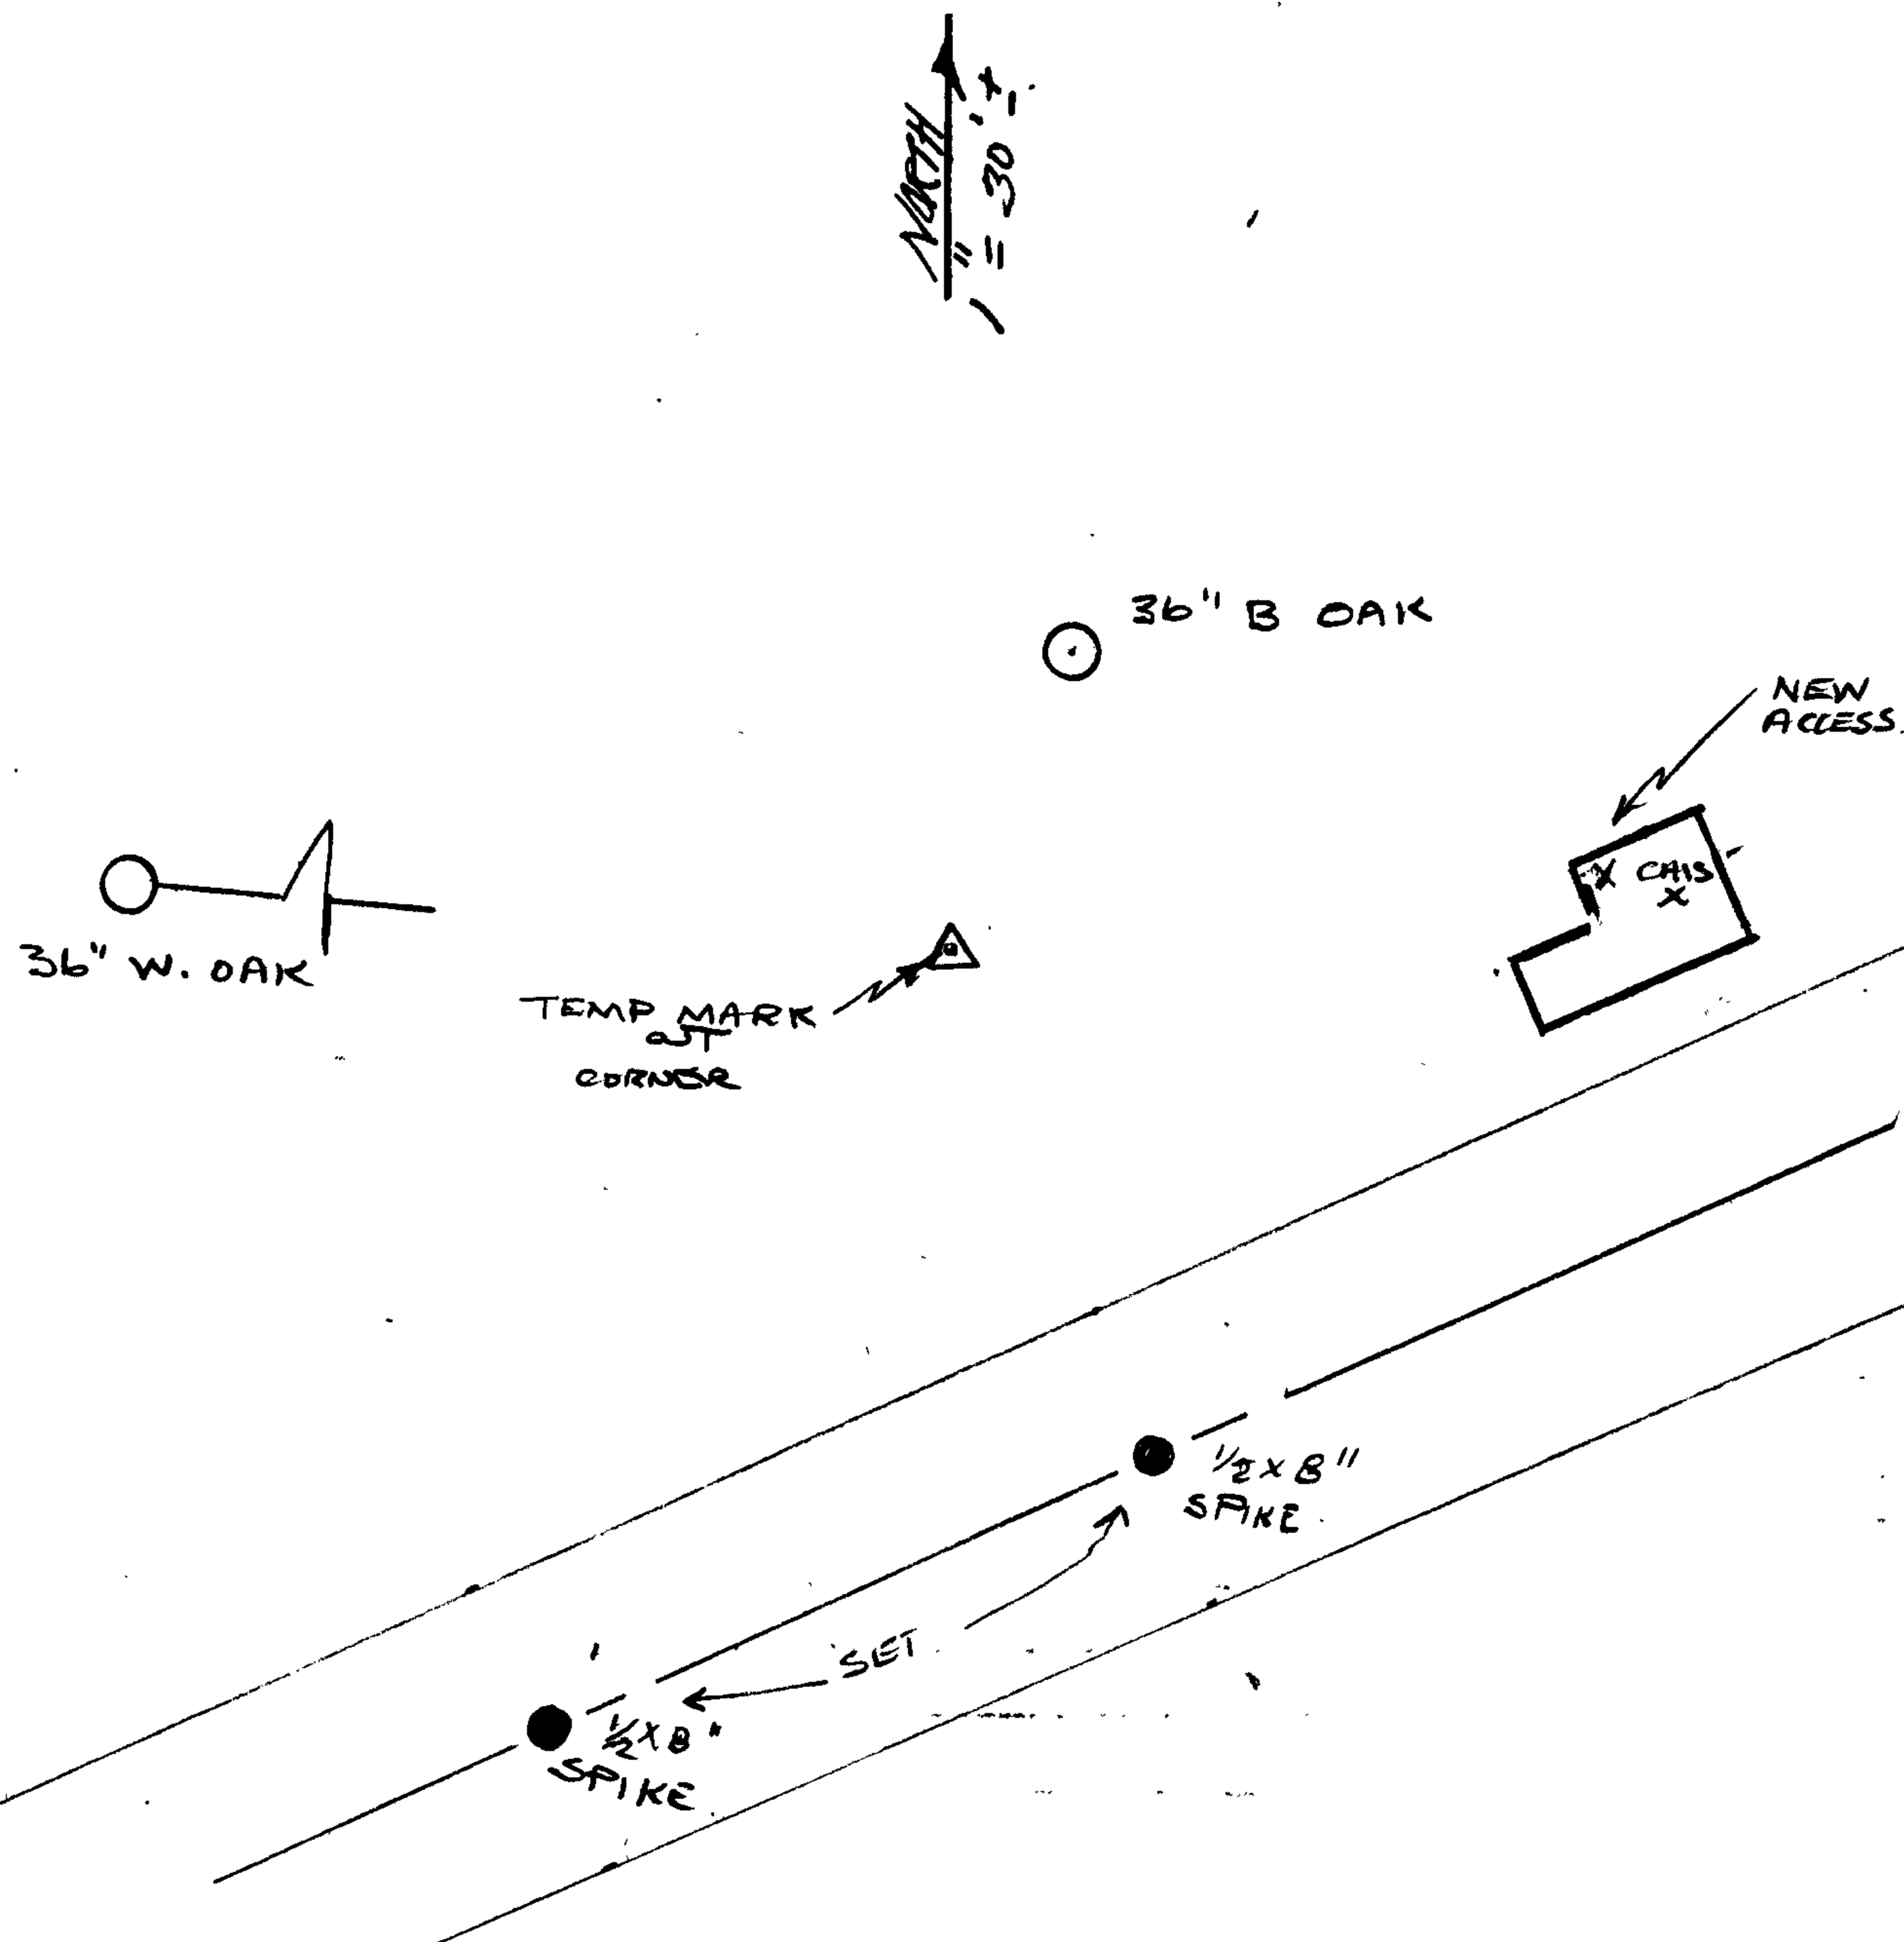 NORTH
1" = 30'
36" B OAK
NEW
ACCESS
X CHIS
X
36" W. OAK
TEMP MARK
CORNER
1/2 X 8"
SPIKE
SET
1/2 X 8"
SPIKE